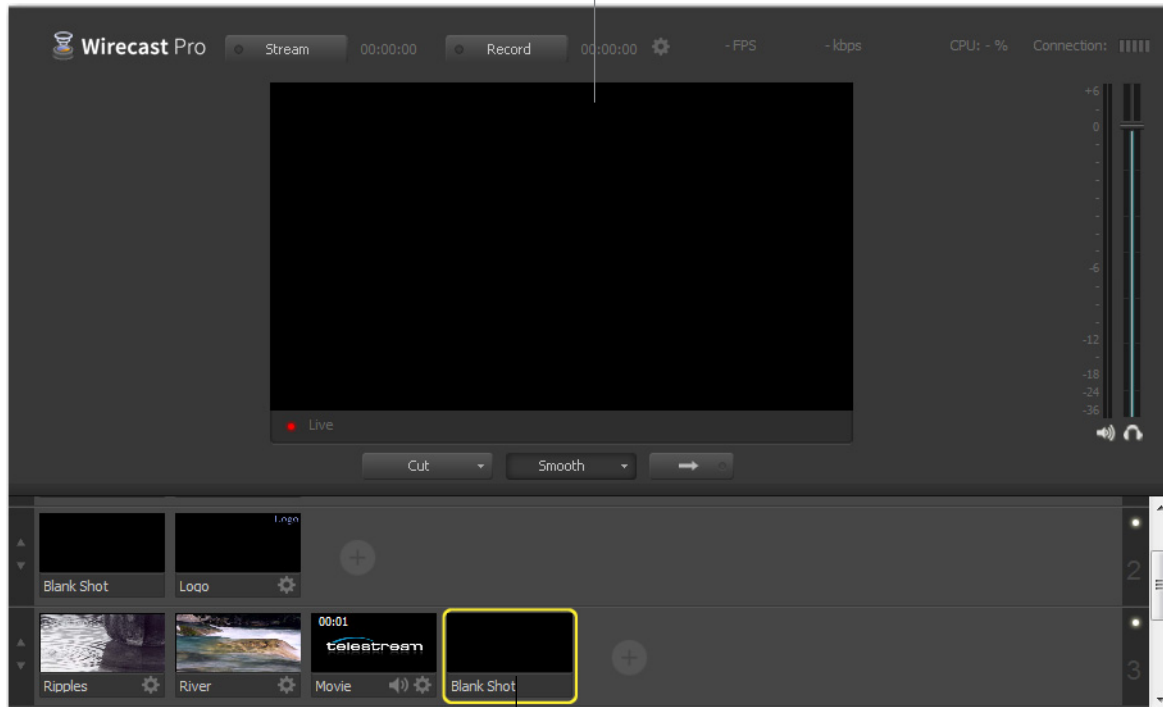 Wirecast Pro Stream 00:00:00 Record 00:00:00 - FPS - kbps CPU: - % Connection:
+6
-
0
-
-
-
-
-
-6
-
-
-12
-
-18
-24
-36
Live
Cut Smooth
Logo
Blank Shot Logo
2
00:01
telestream
Ripples River Movie Blank Shot
3